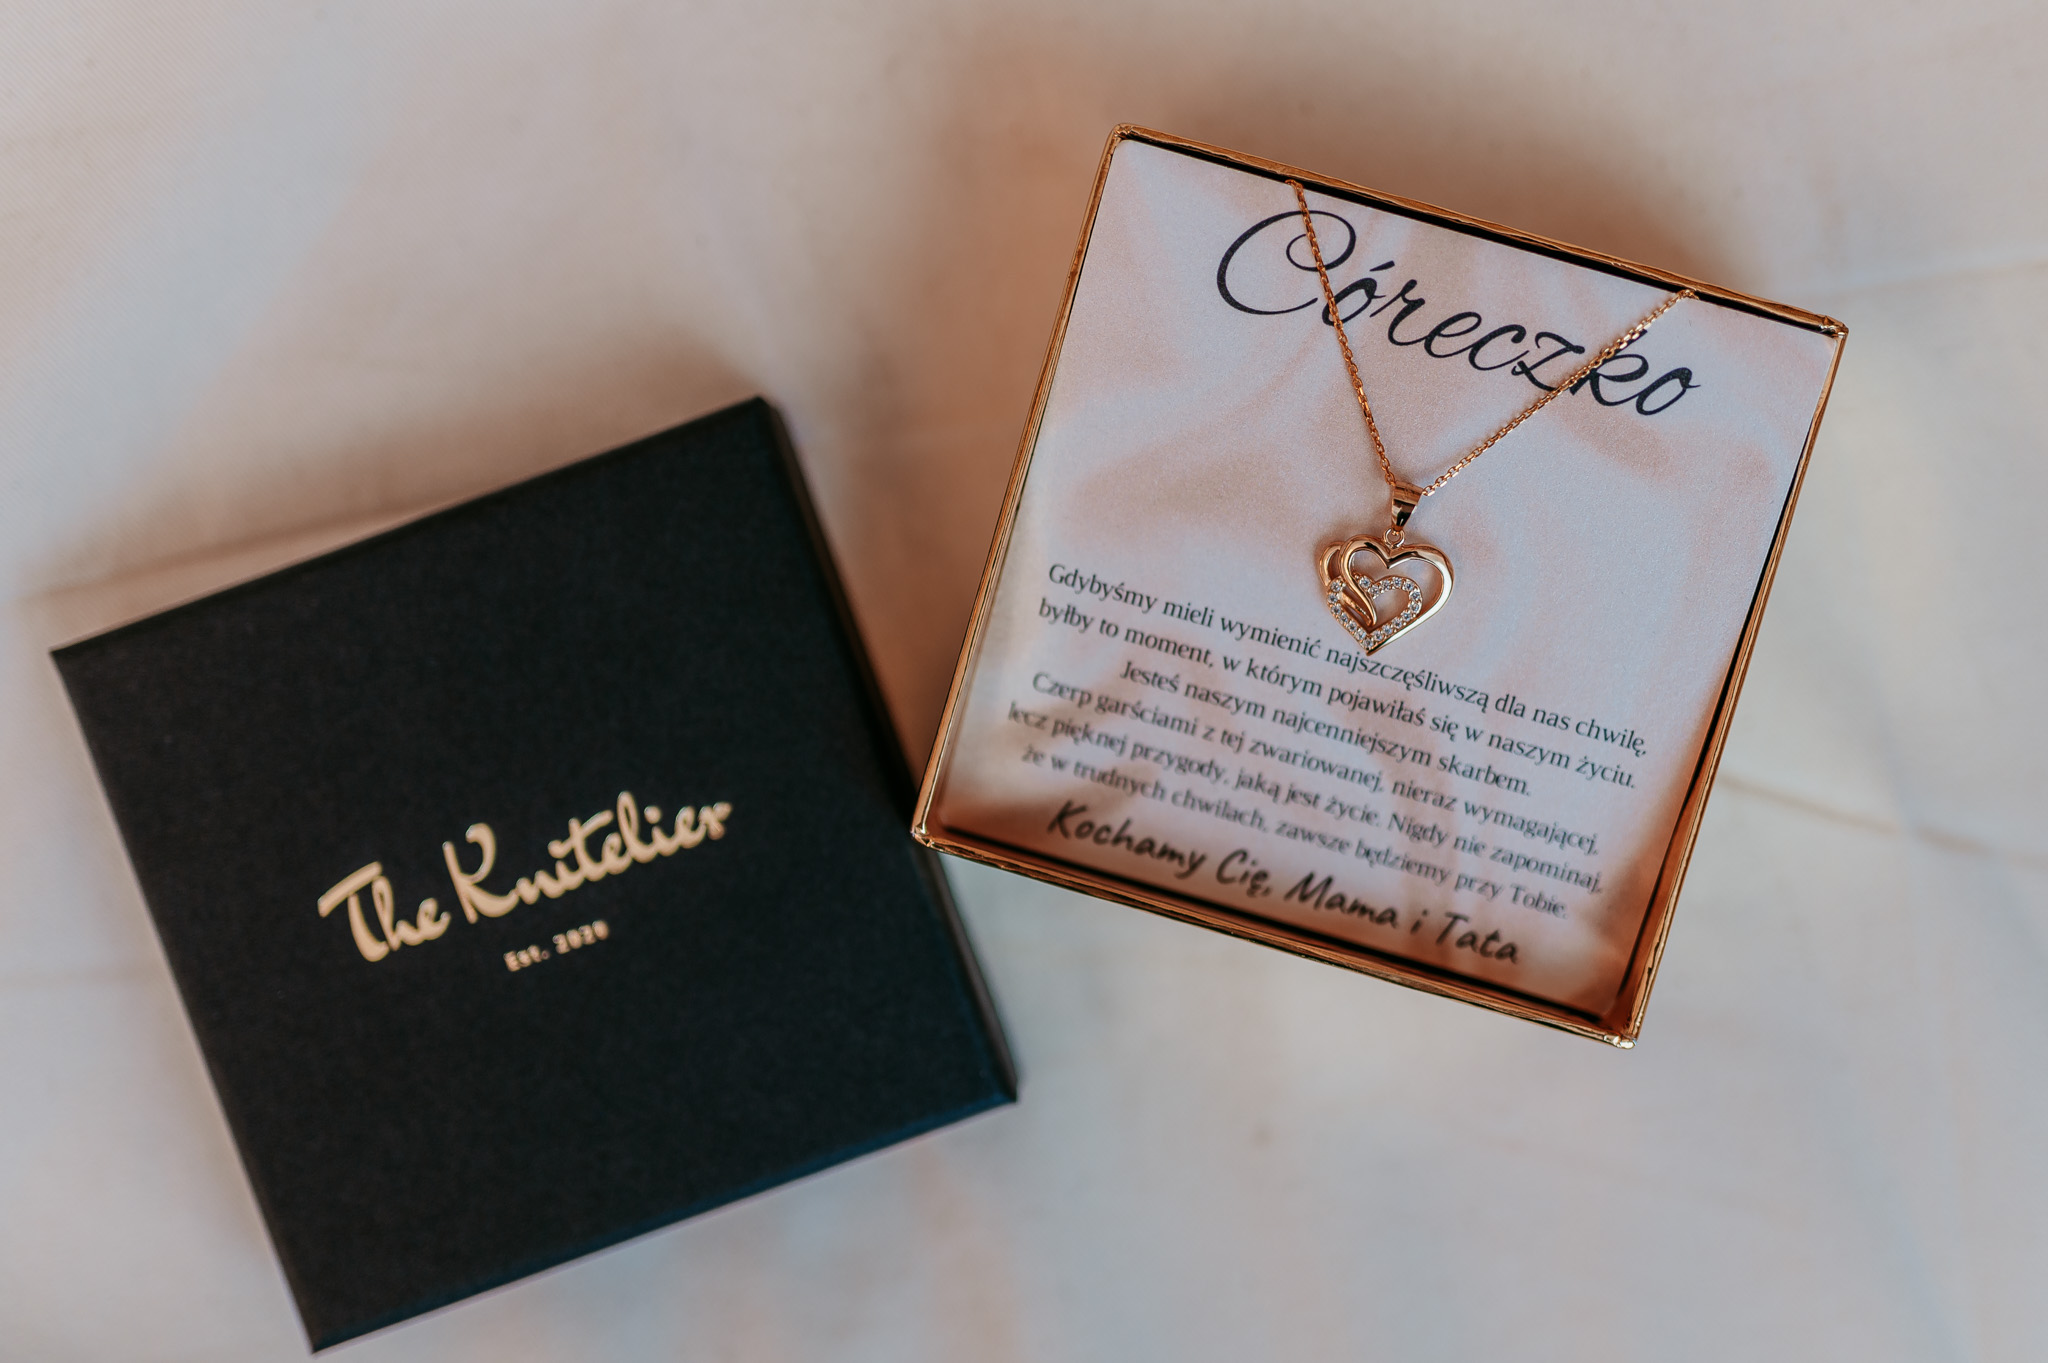 The Knitelier
Est. 2020
Córeczko
Gdybyśmy mieli wymienić najszczęśliwszą dla nas chwilę,
byłby to moment, w którym pojawiłaś się w naszym życiu.
Jesteś naszym najcenniejszym skarbem.
Czerp garściami z tej zwariowanej, nieraz wymagającej,
lecz pięknej przygody, jaką jest życie. Nigdy nie zapominaj,
że w trudnych chwilach, zawsze będziemy przy Tobie.
Kochamy Cię, Mama i Tata